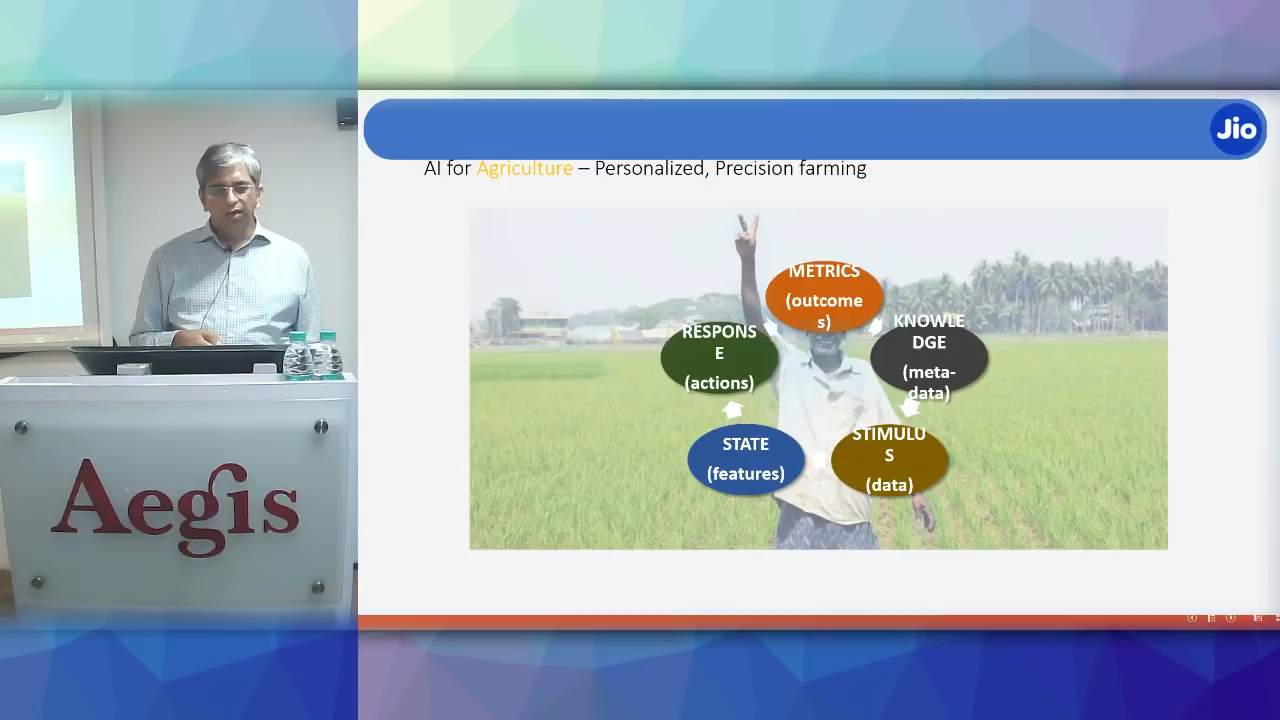 Jio
Jio
AI for Agriculture – Personalized, Precision farming
METRICS
(outcome
s)
KNOWLE
DGE
(meta-
data)
STIMULU
S
(data)
STATE
(features)
RESPONS
E
(actions)
Aegis